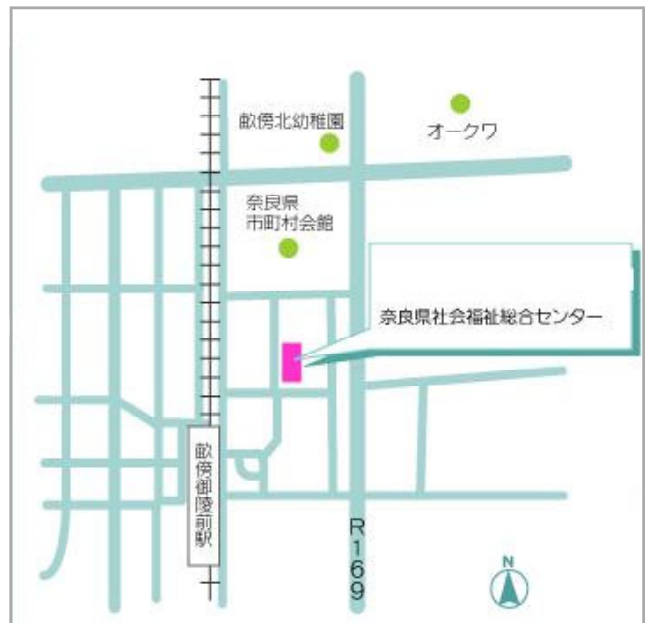 畝傍北幼稚園
オークワ
奈良県
市町村会館
奈良県社会福祉総合センター
畝傍御陵前駅
R169
N